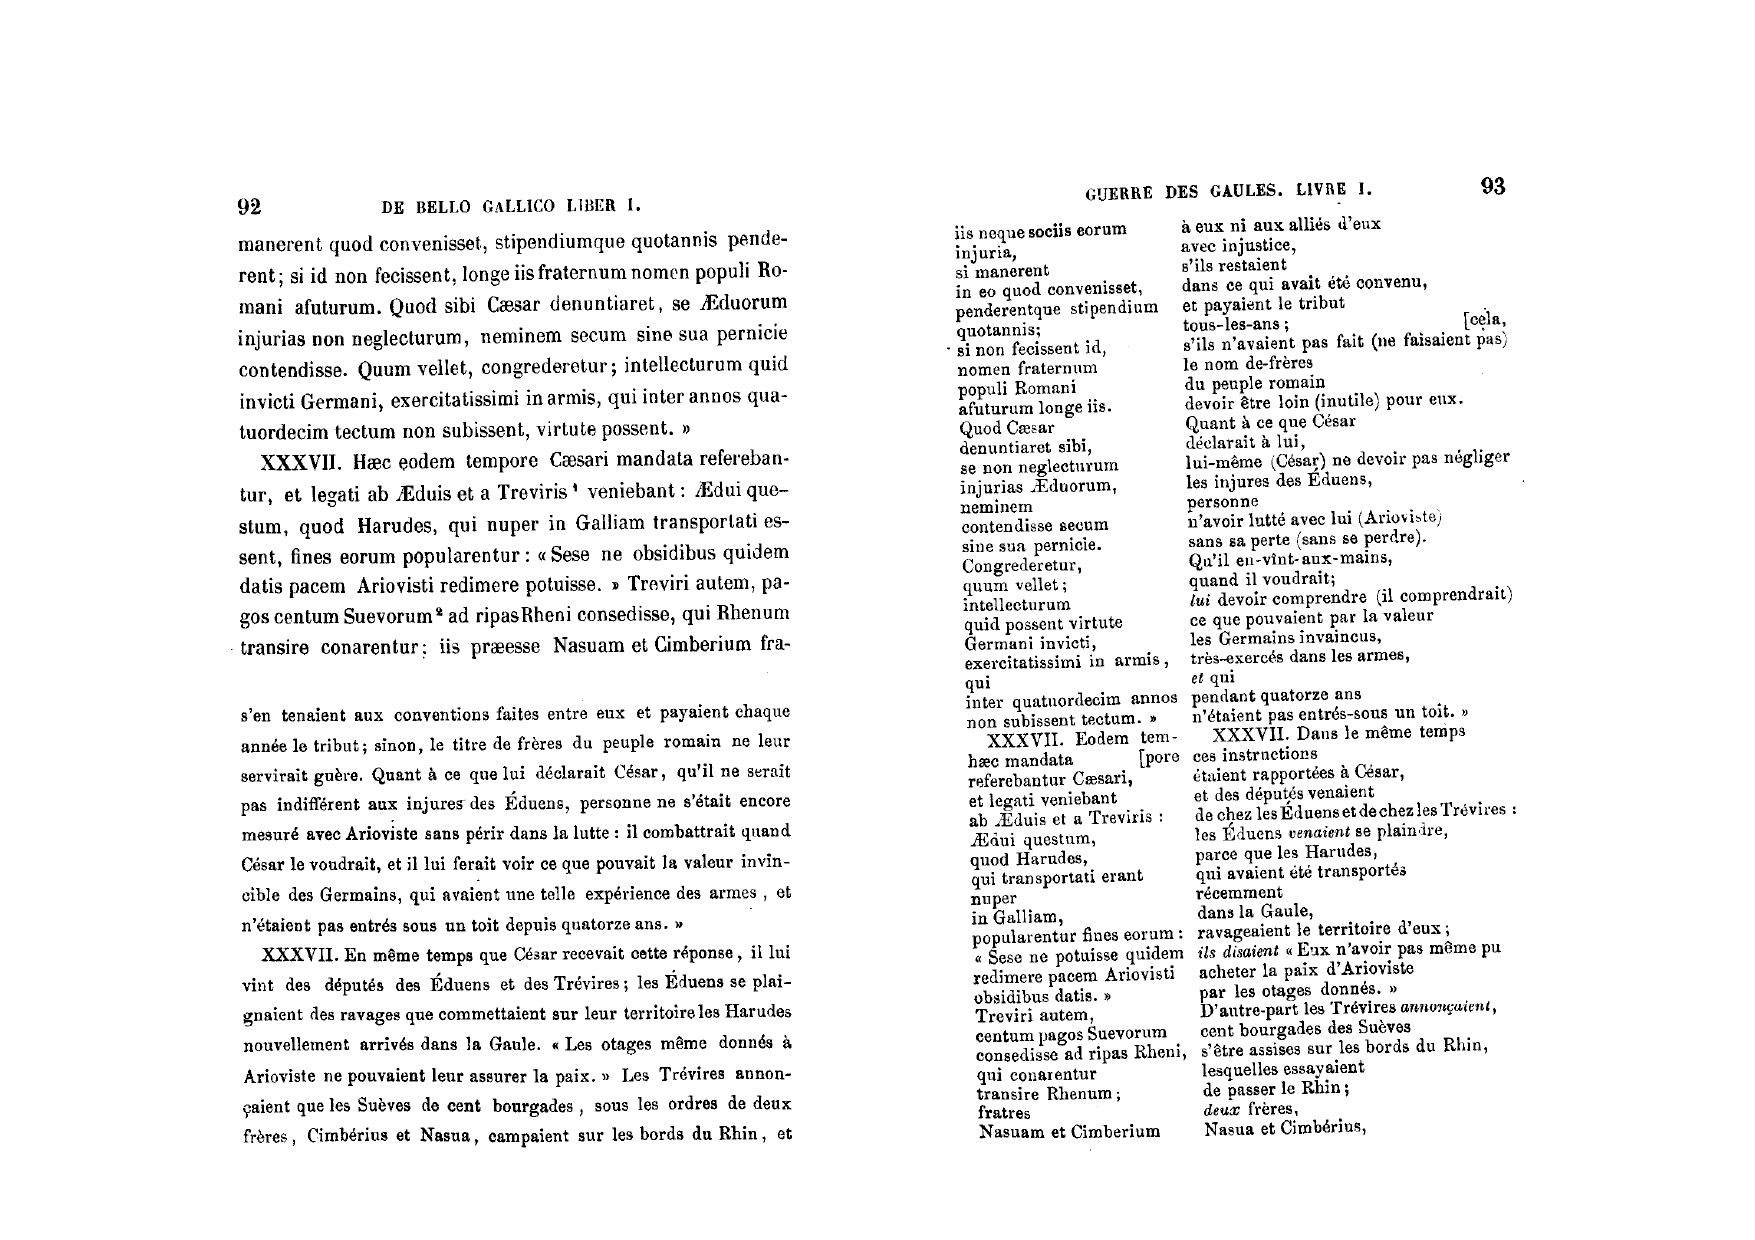 92 DE BELLO GALLICO LIBER I.
manerent quod convenisset, stipendiumque quotannis pende-
rent; si id non fecissent, longe iis fraternum nomen populi Ro-
mani afuturum. Quod sibi Cæsar denuntiaret, se Æduorum
injurias non neglecturum, neminem secum sine sua pernicie
contendisse. Quum vellet, congrederetur; intellecturum quid
invicti Germani, exercitatissimi in armis, qui inter annos qua-
tuordecim tectum non subissent, virtute possent. »
XXXVII. Hæc eodem tempore Cæsari mandata refereban-
tur, et legati ab Æduis et a Treviris¹ veniebant : Ædui que-
stum, quod Harudes, qui nuper in Galliam transportati es-
sent, fines eorum popularentur : « Sese ne obsidibus quidem
datis pacem Ariovisti redimere potuisse. » Treviri autem, pa-
gos centum Suevorum² ad ripas Rheni consedisse, qui Rhenum
transire conarentur; iis præesse Nasuam et Cimberium fra-
s'en tenaient aux conventions faites entre eux et payaient chaque
année le tribut; sinon, le titre de frères du peuple romain ne leur
servirait guère. Quant à ce que lui déclarait César, qu'il ne serait
pas indifférent aux injures des Éduens, personne ne s'était encore
mesuré avec Arioviste sans périr dans la lutte : il combattrait quand
César le voudrait, et il lui ferait voir ce que pouvait la valeur invin-
cible des Germains, qui avaient une telle expérience des armes , et
n'étaient pas entrés sous un toit depuis quatorze ans. »
XXXVII. En même temps que César recevait cette réponse, il lui
vint des députés des Éduens et des Trévires; les Éduens se plai-
gnaient des ravages que commettaient sur leur territoire les Harudes
nouvellement arrivés dans la Gaule. « Les otages même donnés à
Arioviste ne pouvaient leur assurer la paix. » Les Trévires annon-
çaient que les Suèves de cent bourgades , sous les ordres de deux
frères, Cimbérius et Nasua, campaient sur les bords du Rhin, et
GUERRE DES GAULES. LIVRE I. 93
iis neque sociis eorum
injuria,
si manerent
in eo quod convenisset,
penderentque stipendium
quotannis;
si non fecissent id,
nomen fraternum
populi Romani
afuturum longe iis.
Quod Cæsar
denuntiaret sibi,
se non neglecturum
injurias Æduorum,
neminem
contendisse secum
sine sua pernicie.
Congrederetur,
quum vellet;
intellecturum
quid possent virtute
Germani invicti,
exercitatissimi in armis,
qui
inter quatuordecim annos
non subissent tectum. »
XXXVII. Eodem tem-
hæc mandata [pore
referebantur Cæsari,
et legati veniebant
ab Æduis et a Treviris :
Ædui questum,
quod Harudes,
qui transportati erant
nuper
in Galliam,
popularentur fines eorum :
« Sese ne potuisse quidem
redimere pacem Ariovisti
obsidibus datis. »
Treviri autem,
centum pagos Suevorum
consedisse ad ripas Rheni,
qui conarentur
transire Rhenum;
fratres
Nasuam et Cimberium
à eux ni aux alliés d'eux
avec injustice,
s'ils restaient
dans ce qui avait été convenu,
et payaient le tribut
tous-les-ans; [cela,
s'ils n'avaient pas fait (ne faisaient pas)
le nom de-frères
du peuple romain
devoir être loin (inutile) pour eux.
Quant à ce que César
déclarait à lui,
lui-même (César) ne devoir pas négliger
les injures des Éduens,
personne
n'avoir lutté avec lui (Arioviste)
sans sa perte (sans se perdre).
Qu'il en-vînt-aux-mains,
quand il voudrait;
lui devoir comprendre (il comprendrait)
ce que pouvaient par la valeur
les Germains invaincus,
très-exercés dans les armes,
et qui
pendant quatorze ans
n'étaient pas entrés-sous un toit. »
XXXVII. Dans le même temps
ces instructions
étaient rapportées à César,
et des députés venaient
de chez les Éduens et de chez les Trévires :
les Éduens venaient se plaindre,
parce que les Harudes,
qui avaient été transportés
récemment
dans la Gaule,
ravageaient le territoire d'eux;
ils disaient « Eux n'avoir pas même pu
acheter la paix d'Arioviste
par les otages donnés. »
D'autre-part les Trévires annonçaient,
cent bourgades des Suèves
s'être assises sur les bords du Rhin,
lesquelles essayaient
de passer le Rhin;
deux frères,
Nasua et Cimbérius,